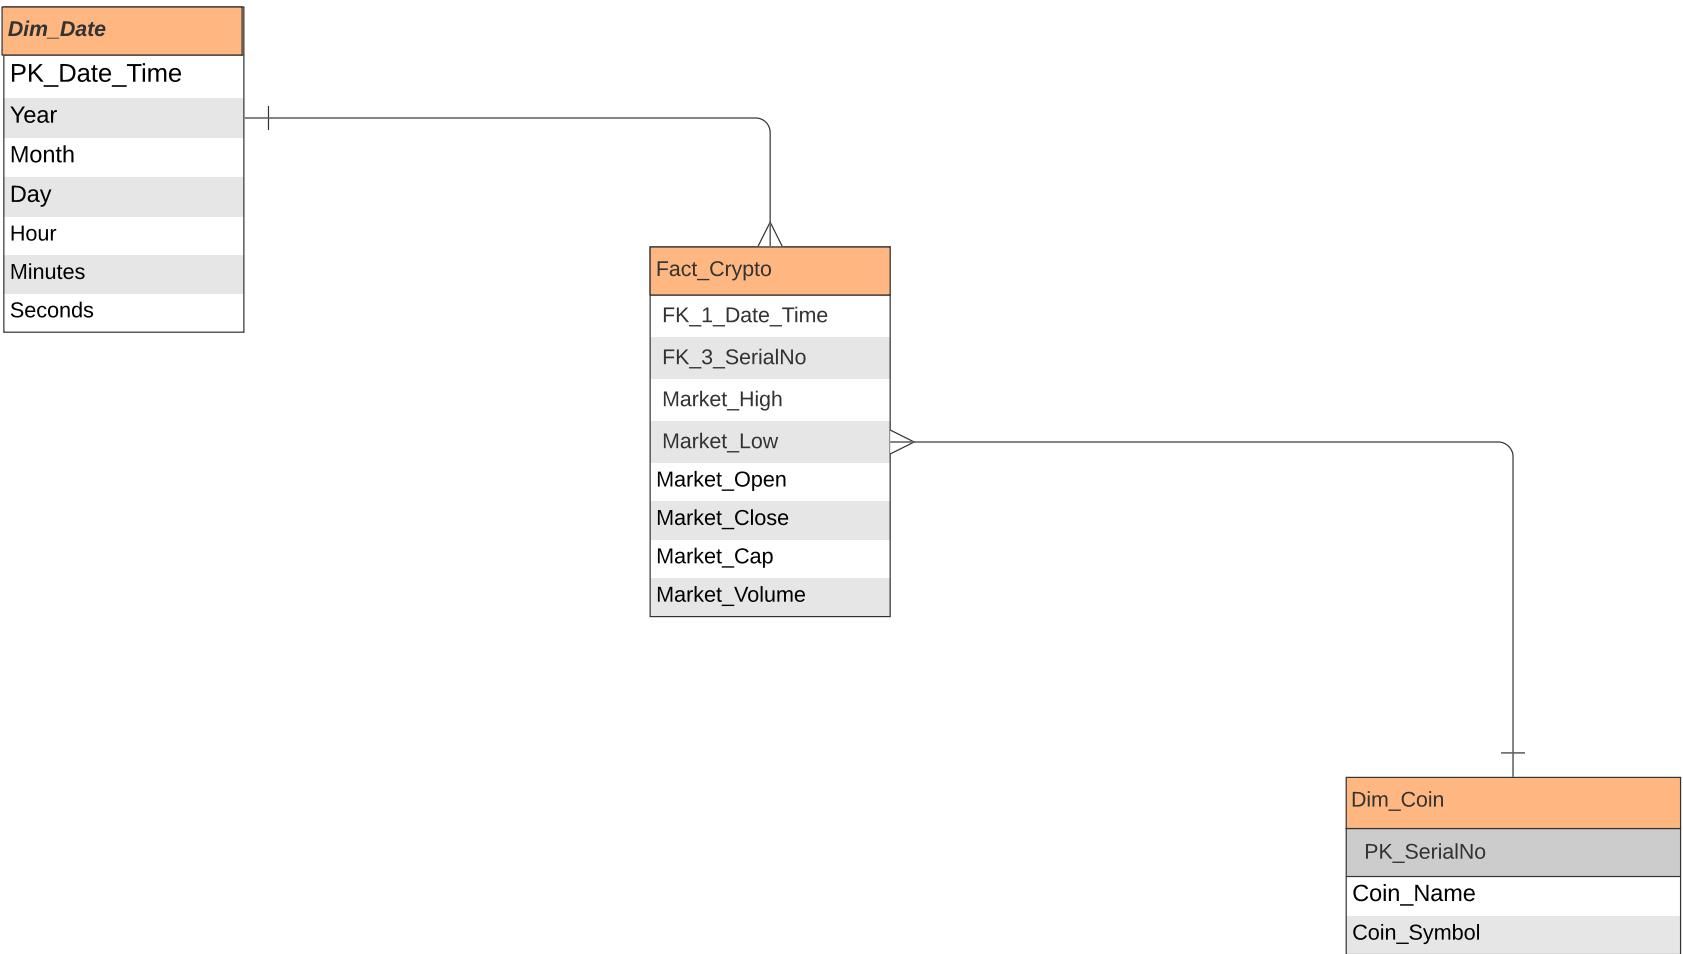 Dim_Date
PK_Date_Time
Year
Month
Day
Hour
Minutes
Seconds
Fact_Crypto
FK_1_Date_Time
FK_3_SerialNo
Market_High
Market_Low
Market_Open
Market_Close
Market_Cap
Market_Volume
Dim_Coin
PK_SerialNo
Coin_Name
Coin_Symbol